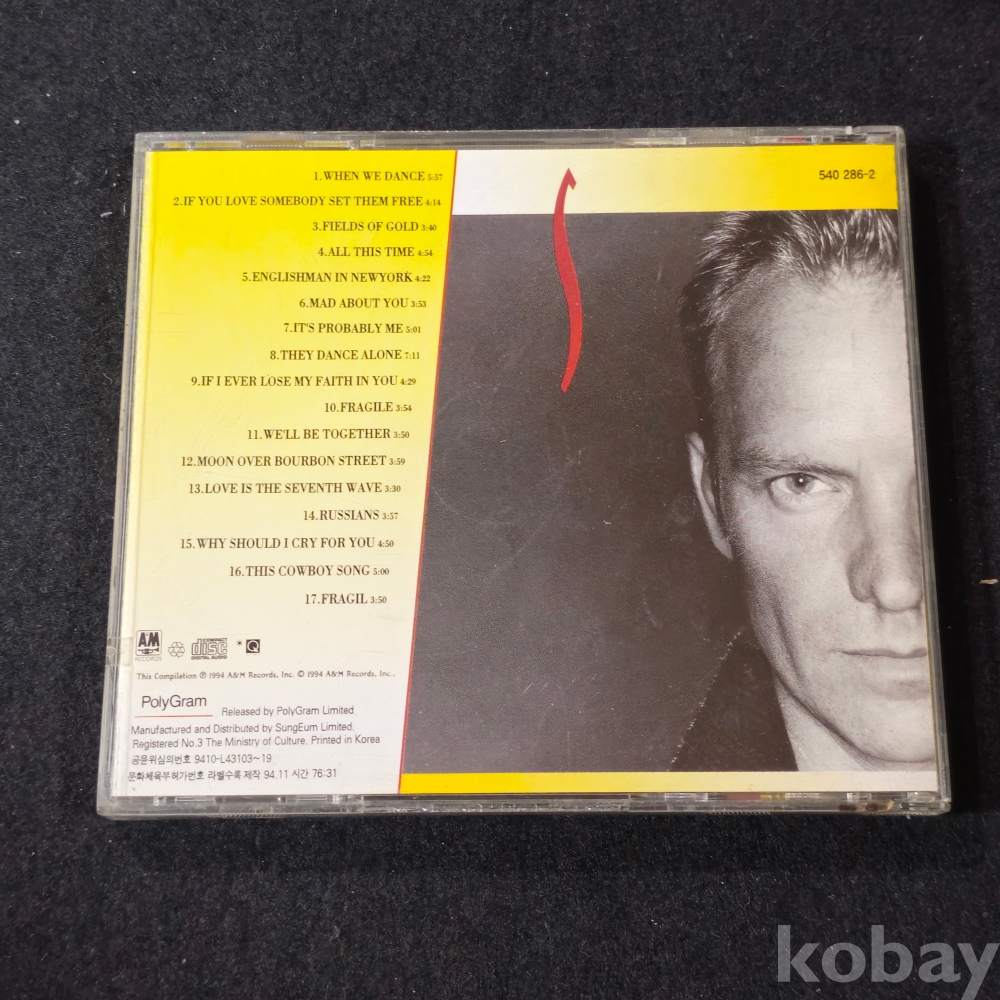 540 286-2
1.WHEN WE DANCE 5:57
2.IF YOU LOVE SOMEBODY SET THEM FREE 4:14
3.FIELDS OF GOLD 3:40
4.ALL THIS TIME 4:54
5.ENGLISHMAN IN NEWYORK 4:22
6.MAD ABOUT YOU 3:53
7.IT'S PROBABLY ME 5:01
8.THEY DANCE ALONE 7:11
9.IF I EVER LOSE MY FAITH IN YOU 4:29
10.FRAGILE 3:54
11.WE'LL BE TOGETHER 3:50
12.MOON OVER BOURBON STREET 3:59
13.LOVE IS THE SEVENTH WAVE 3:30
14.RUSSIANS 3:57
15.WHY SHOULD I CRY FOR YOU 4:50
16.THIS COWBOY SONG 5:00
17.FRAGIL 3:50
AM
RECORDS
COMPACT
disc
DIGITAL AUDIO
* Q
This Compilation ℗ 1994 A&M Records, Inc. © 1994 A&M Records, Inc.,
PolyGram
Released by PolyGram Limited
Manufactured and Distributed by SungEum Limited.
Registered No.3 The Ministry of Culture. Printed in Korea
공윤위심의번호 9410-L43103~19
문화체육부허가번호 라벨수록 제작 94.11 시간 76:31
kobay